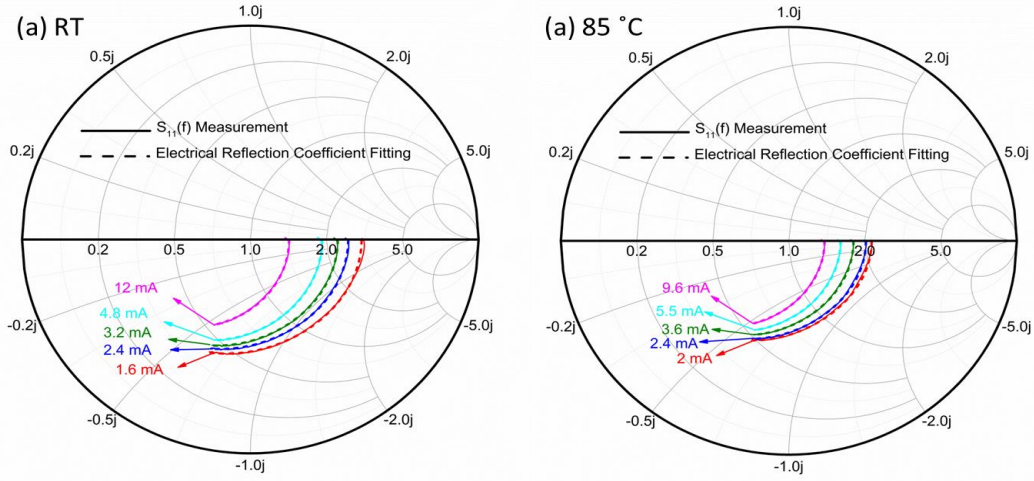 (a) RT
1.0j
0.5j
2.0j
S11(f) Measurement
Electrical Reflection Coefficient Fitting
0.2j
5.0j
0.2
0.5
1.0
2.0
5.0
12 mA
4.8 mA
3.2 mA
2.4 mA
1.6 mA
-0.2j
-5.0j
-0.5j
-2.0j
-1.0j
(a) 85 ˚C
1.0j
0.5j
2.0j
S11(f) Measurement
Electrical Reflection Coefficient Fitting
0.2j
5.0j
0.2
0.5
1.0
2.0
5.0
9.6 mA
5.5 mA
3.6 mA
2.4 mA
2 mA
-0.2j
-5.0j
-0.5j
-2.0j
-1.0j